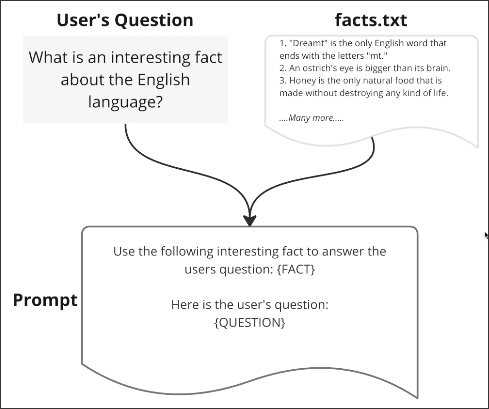 User's Question
What is an interesting fact
about the English
language?
facts.txt
1. "Dreamt" is the only English word that
ends with the letters "mt."
2. An ostrich's eye is bigger than its brain.
3. Honey is the only natural food that is
made without destroying any kind of life.
....Many more.....
Prompt
Use the following interesting fact to answer the
users question: {FACT}
Here is the user's question:
{QUESTION}